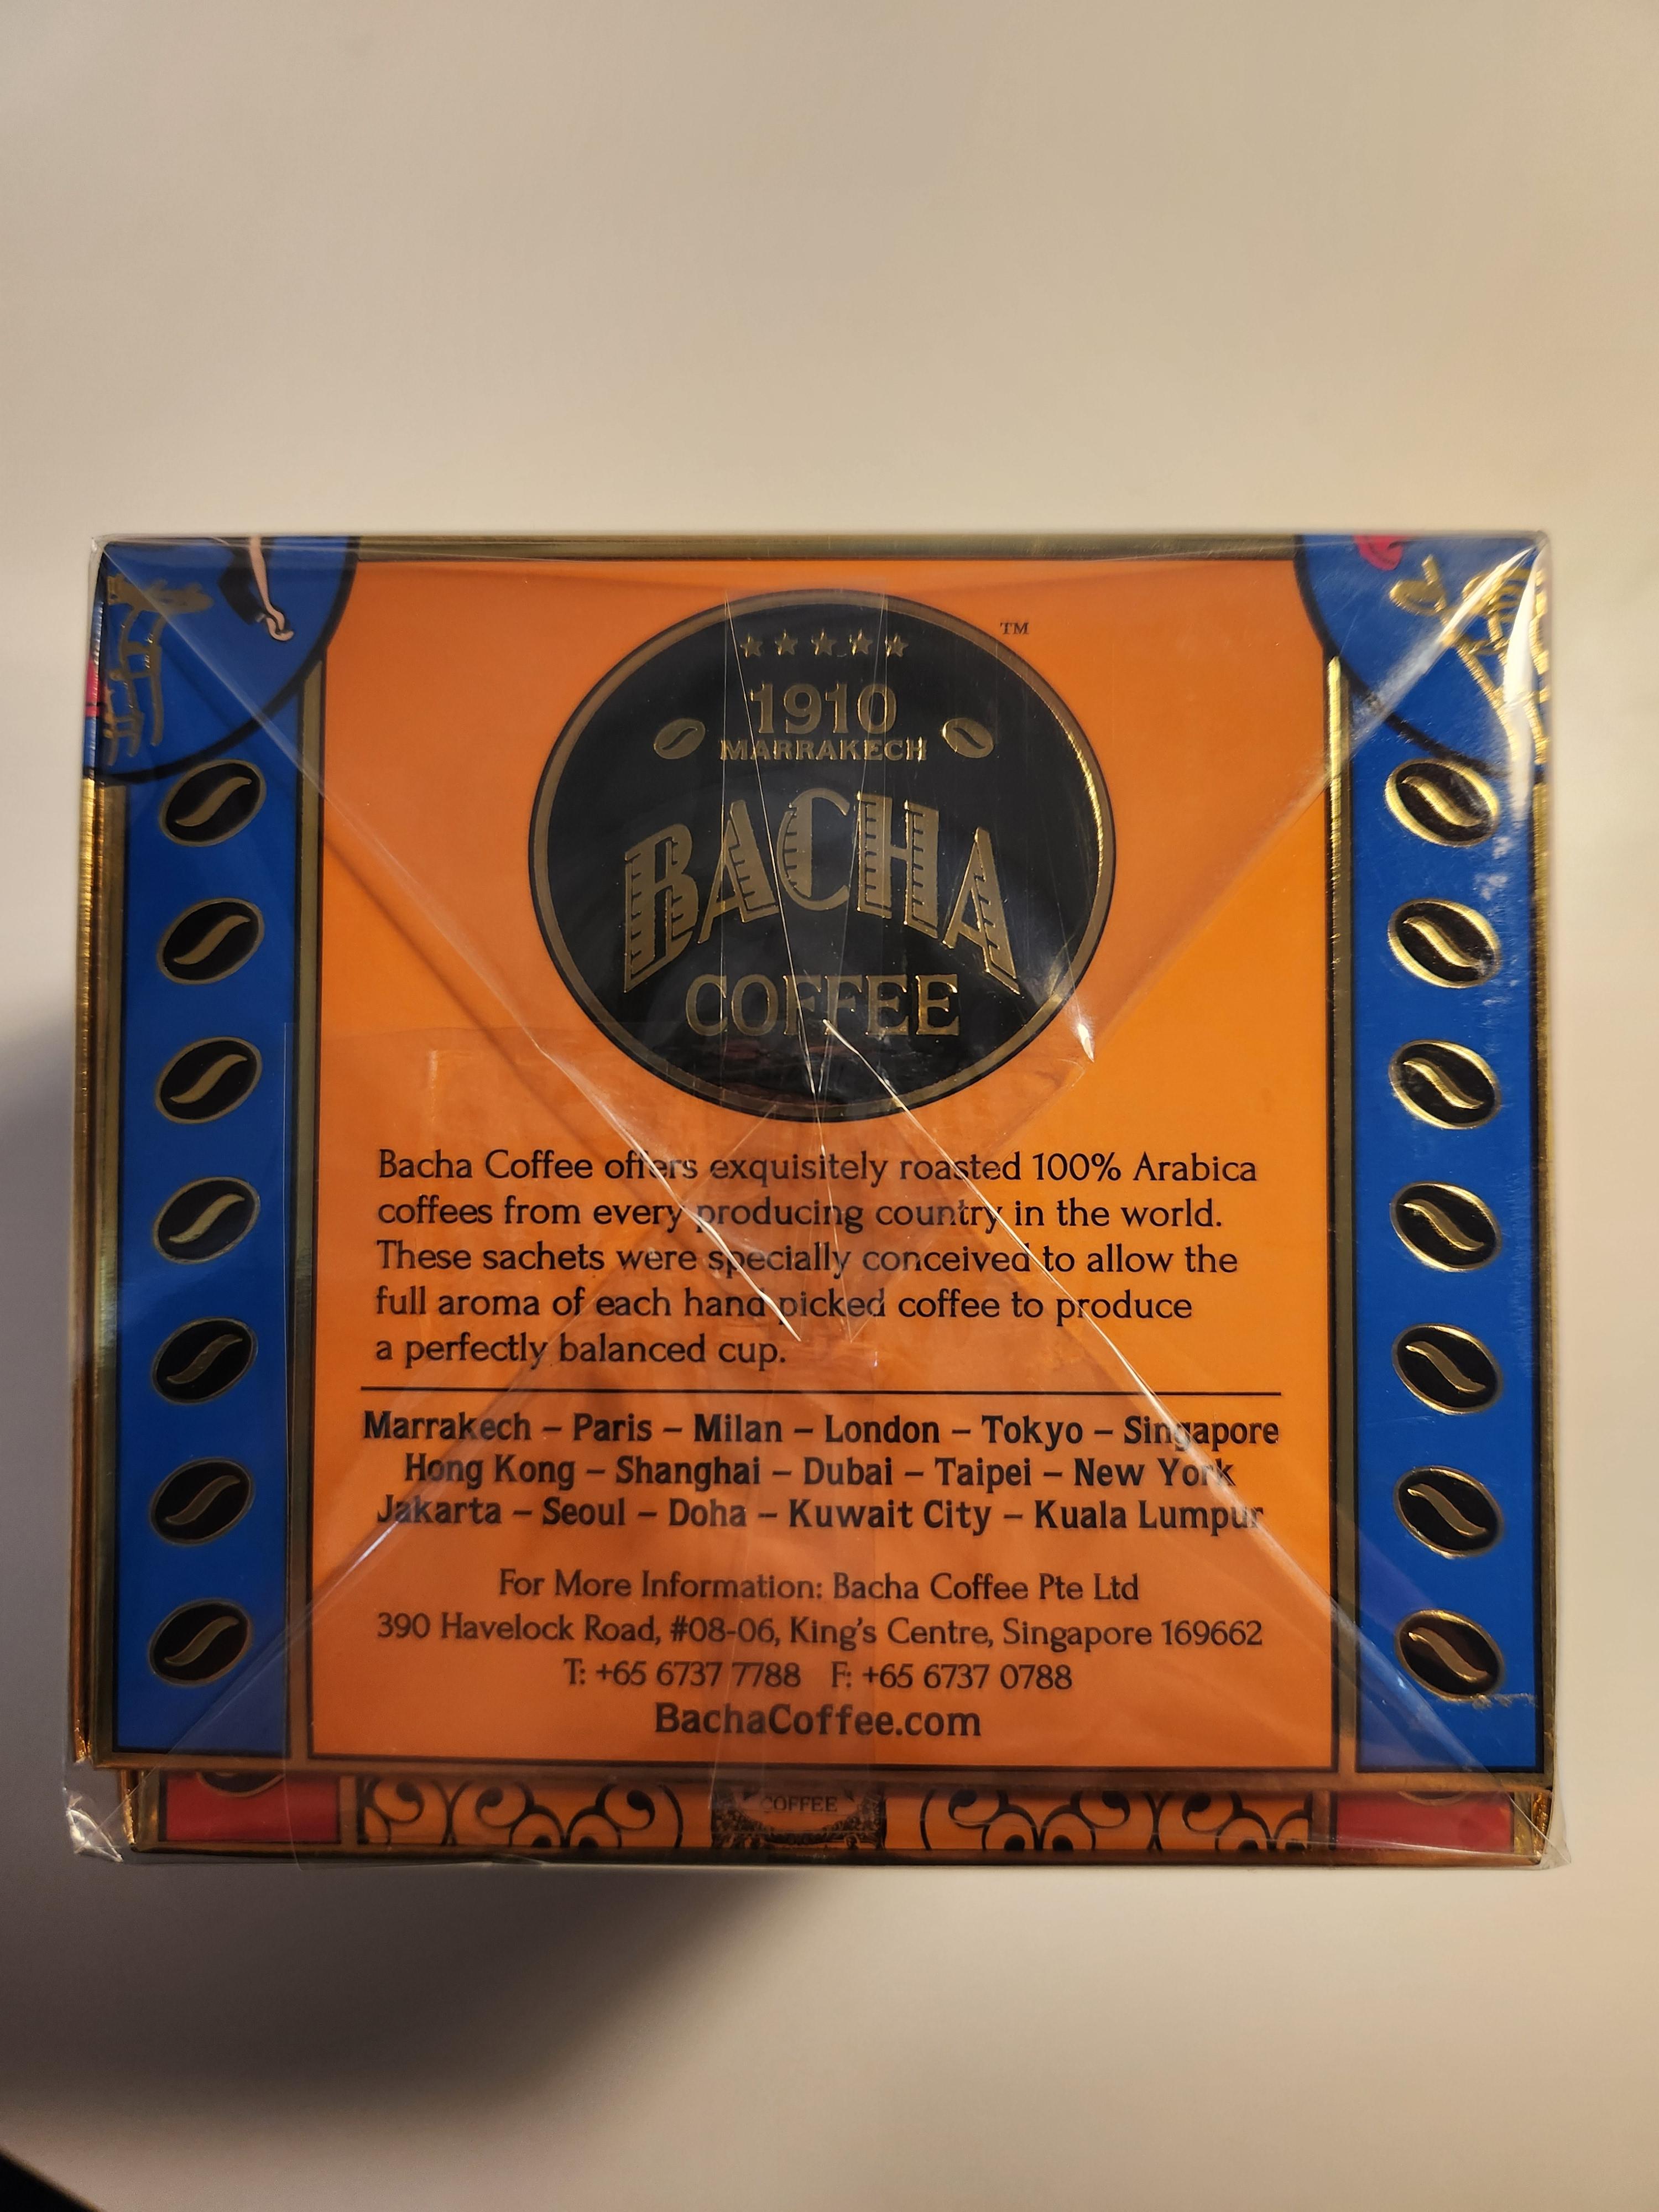 TM
1910
MARRAKECH
BACHA
COFFEE
Bacha Coffee offers exquisitely roasted 100% Arabica
coffees from every producing country in the world.
These sachets were specially conceived to allow the
full aroma of each hand picked coffee to produce
a perfectly balanced cup.
Marrakech – Paris – Milan – London – Tokyo – Singapore
Hong Kong – Shanghai – Dubai – Taipei – New York
Jakarta – Seoul – Doha – Kuwait City – Kuala Lumpur
For More Information: Bacha Coffee Pte Ltd
390 Havelock Road, #08-06, King's Centre, Singapore 169662
T: +65 6737 7788 F: +65 6737 0788
BachaCoffee.com
COFFEE